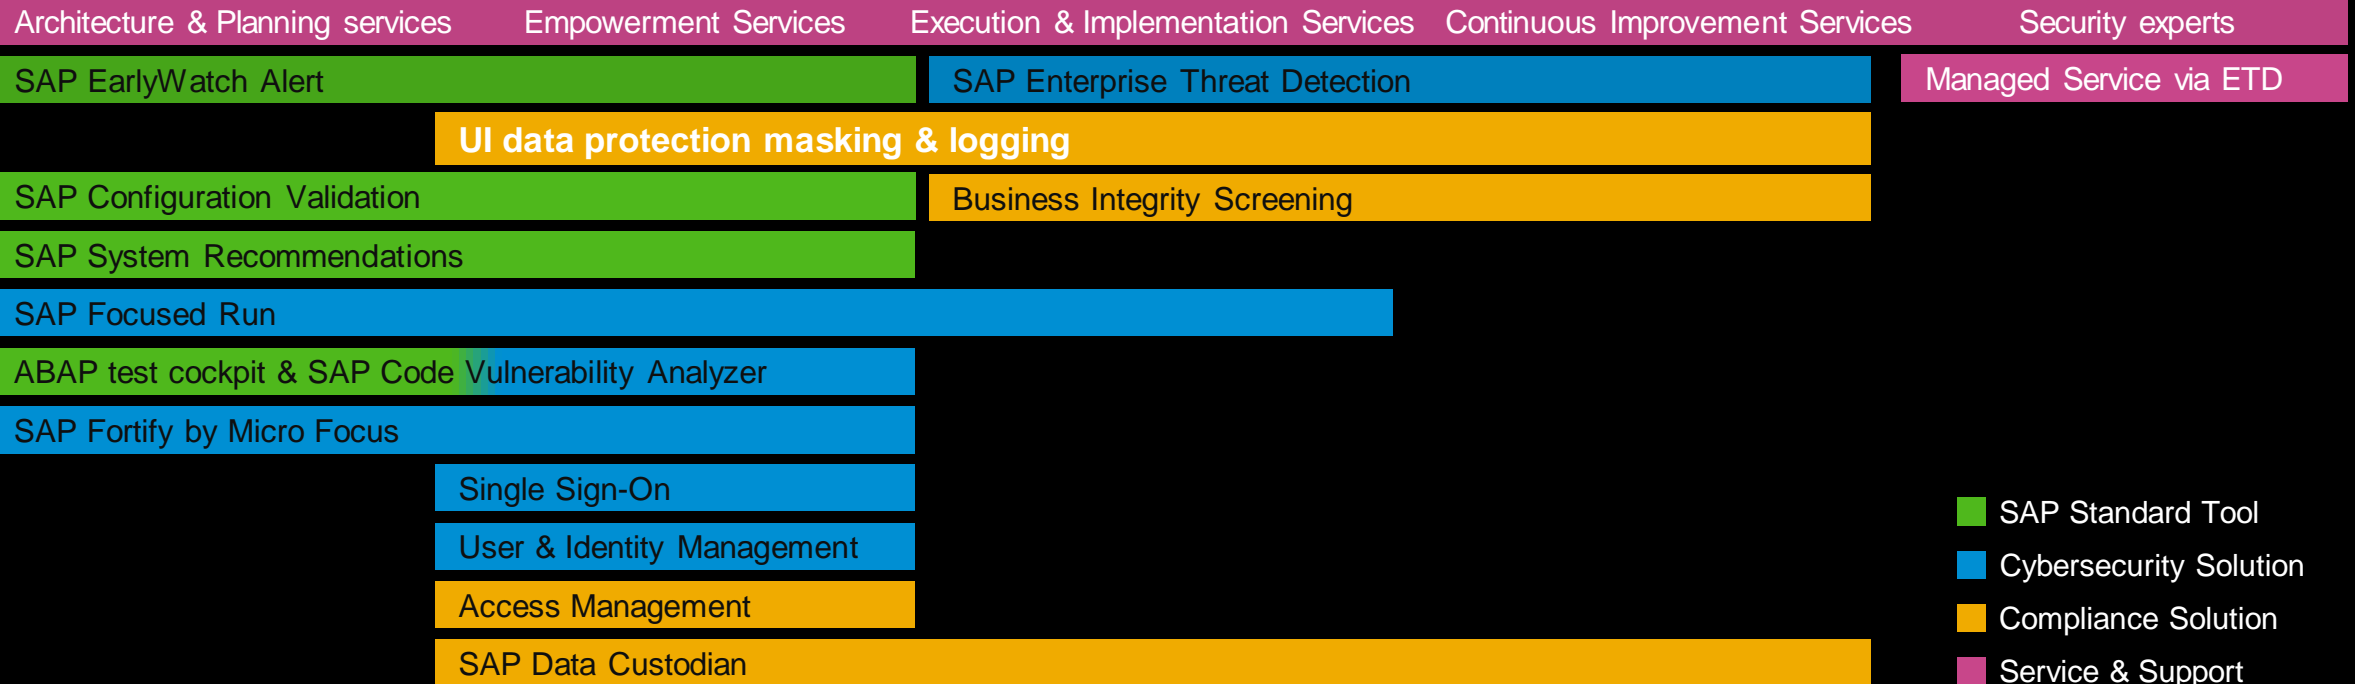 Architecture & Planning services Empowerment Services Execution & Implementation Services Continuous Improvement Services Security experts
SAP EarlyWatch Alert SAP Enterprise Threat Detection Managed Service via ETD
UI data protection masking & logging
SAP Configuration Validation Business Integrity Screening
SAP System Recommendations
SAP Focused Run
ABAP test cockpit & SAP Code Vulnerability Analyzer
SAP Fortify by Micro Focus
Single Sign-On
User & Identity Management
Access Management
SAP Data Custodian
SAP Standard Tool
Cybersecurity Solution
Compliance Solution
Service & Support